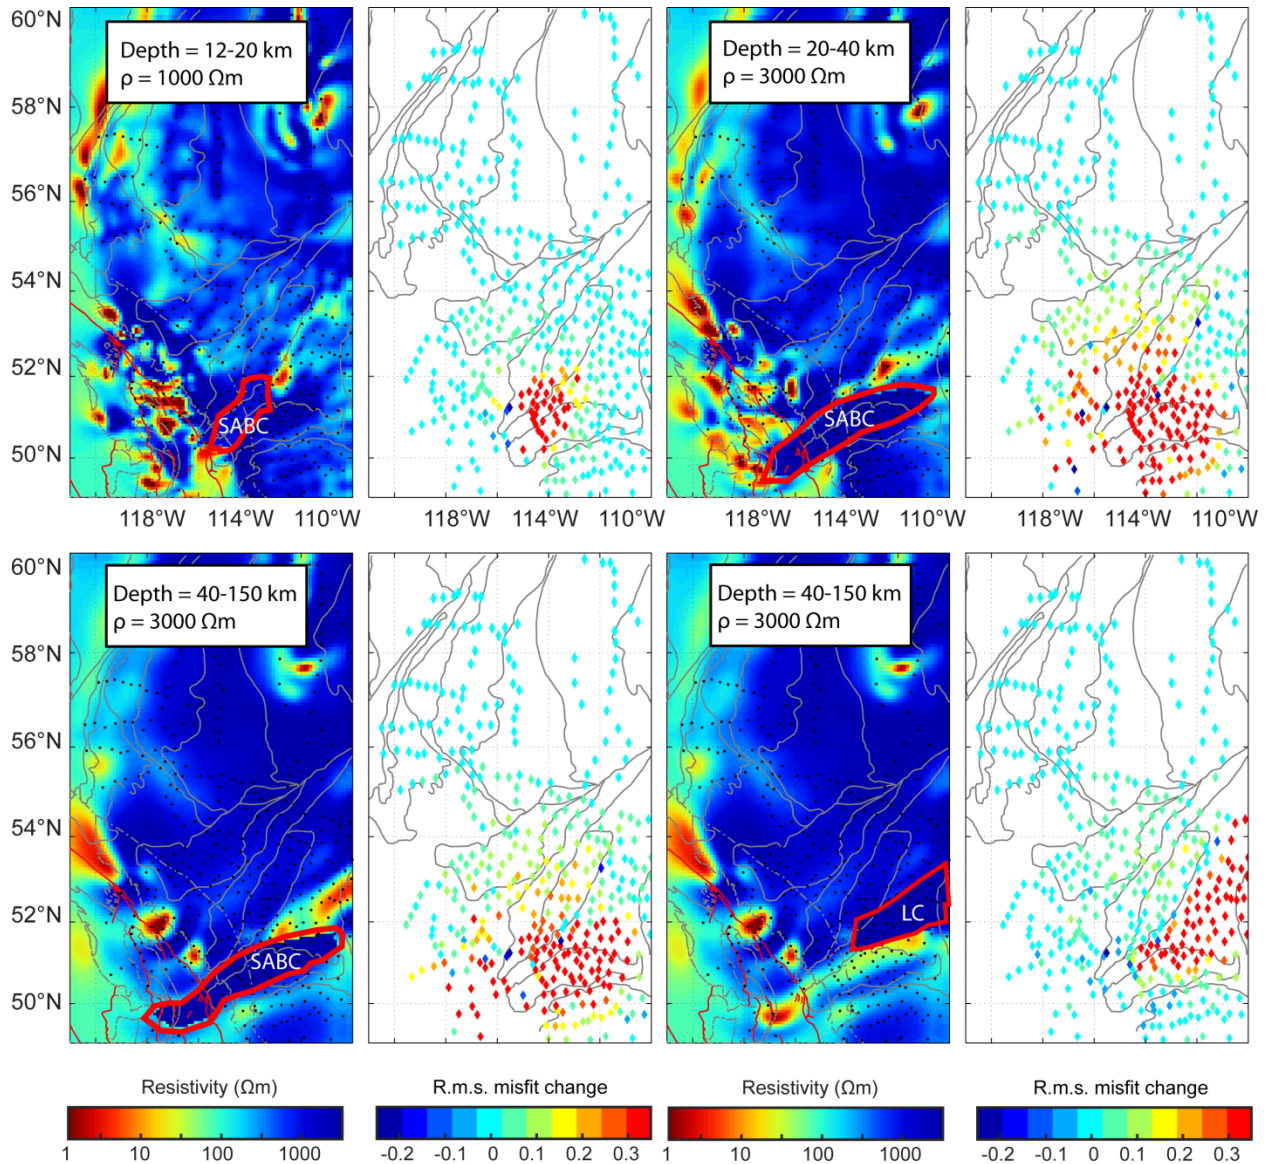 60°N
58°N
56°N
54°N
52°N
50°N
Depth = 12-20 km
ρ = 1000 Ωm
SABC
Depth = 20-40 km
ρ = 3000 Ωm
SABC
118°W 114°W 110°W
118°W 114°W 110°W
118°W 114°W 110°W
118°W 114°W 110°W
60°N
58°N
56°N
54°N
52°N
50°N
Depth = 40-150 km
ρ = 3000 Ωm
SABC
Depth = 40-150 km
ρ = 3000 Ωm
LC
Resistivity (Ωm)
1 10 100 1000
R.m.s. misfit change
-0.2 -0.1 0 0.1 0.2 0.3
Resistivity (Ωm)
1 10 100 1000
R.m.s. misfit change
-0.2 -0.1 0 0.1 0.2 0.3